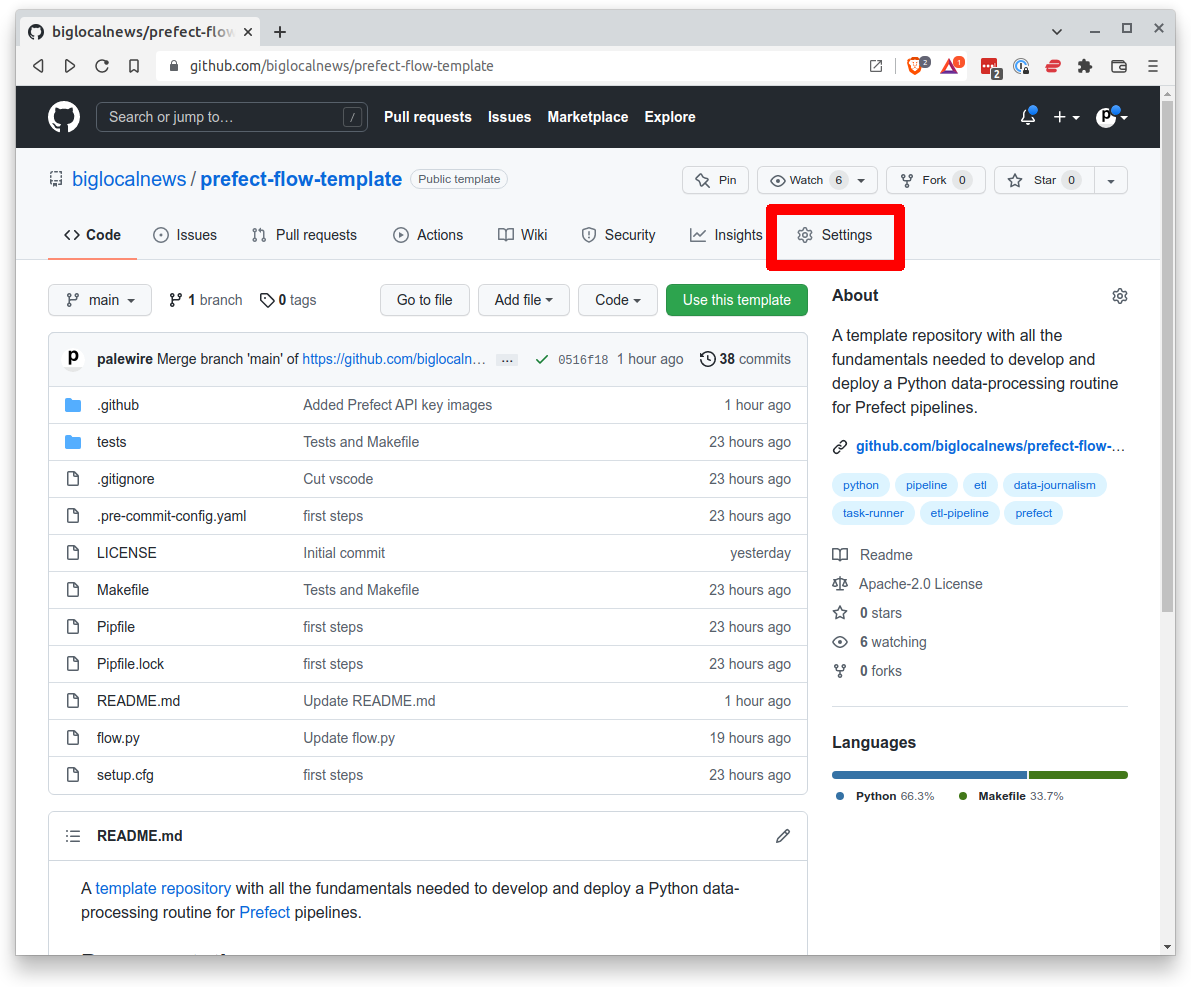 biglocalnews/prefect-flow
github.com/biglocalnews/prefect-flow-template
2
1
2
Search or jump to…
/
Pull requests
Issues
Marketplace
Explore
biglocalnews / prefect-flow-template
Public template
Pin
Watch 6
Fork 0
Star 0
Code
Issues
Pull requests
Actions
Wiki
Security
Insights
Settings
main
1 branch
0 tags
Go to file
Add file
Code
Use this template
palewire Merge branch 'main' of https://github.com/biglocaln… … 0516f18 1 hour ago 38 commits
.github Added Prefect API key images 1 hour ago
tests Tests and Makefile 23 hours ago
.gitignore Cut vscode 23 hours ago
.pre-commit-config.yaml first steps 23 hours ago
LICENSE Initial commit yesterday
Makefile Tests and Makefile 23 hours ago
Pipfile first steps 23 hours ago
Pipfile.lock first steps 23 hours ago
README.md Update README.md 1 hour ago
flow.py Update flow.py 19 hours ago
setup.cfg first steps 23 hours ago
README.md
A template repository with all the fundamentals needed to develop and deploy a Python data-
processing routine for Prefect pipelines.
About
A template repository with all the
fundamentals needed to develop and
deploy a Python data-processing routine
for Prefect pipelines.
github.com/biglocalnews/prefect-flow-…
python pipeline etl data-journalism
task-runner etl-pipeline prefect
Readme
Apache-2.0 License
0 stars
6 watching
0 forks
Languages
Python 66.3% Makefile 33.7%